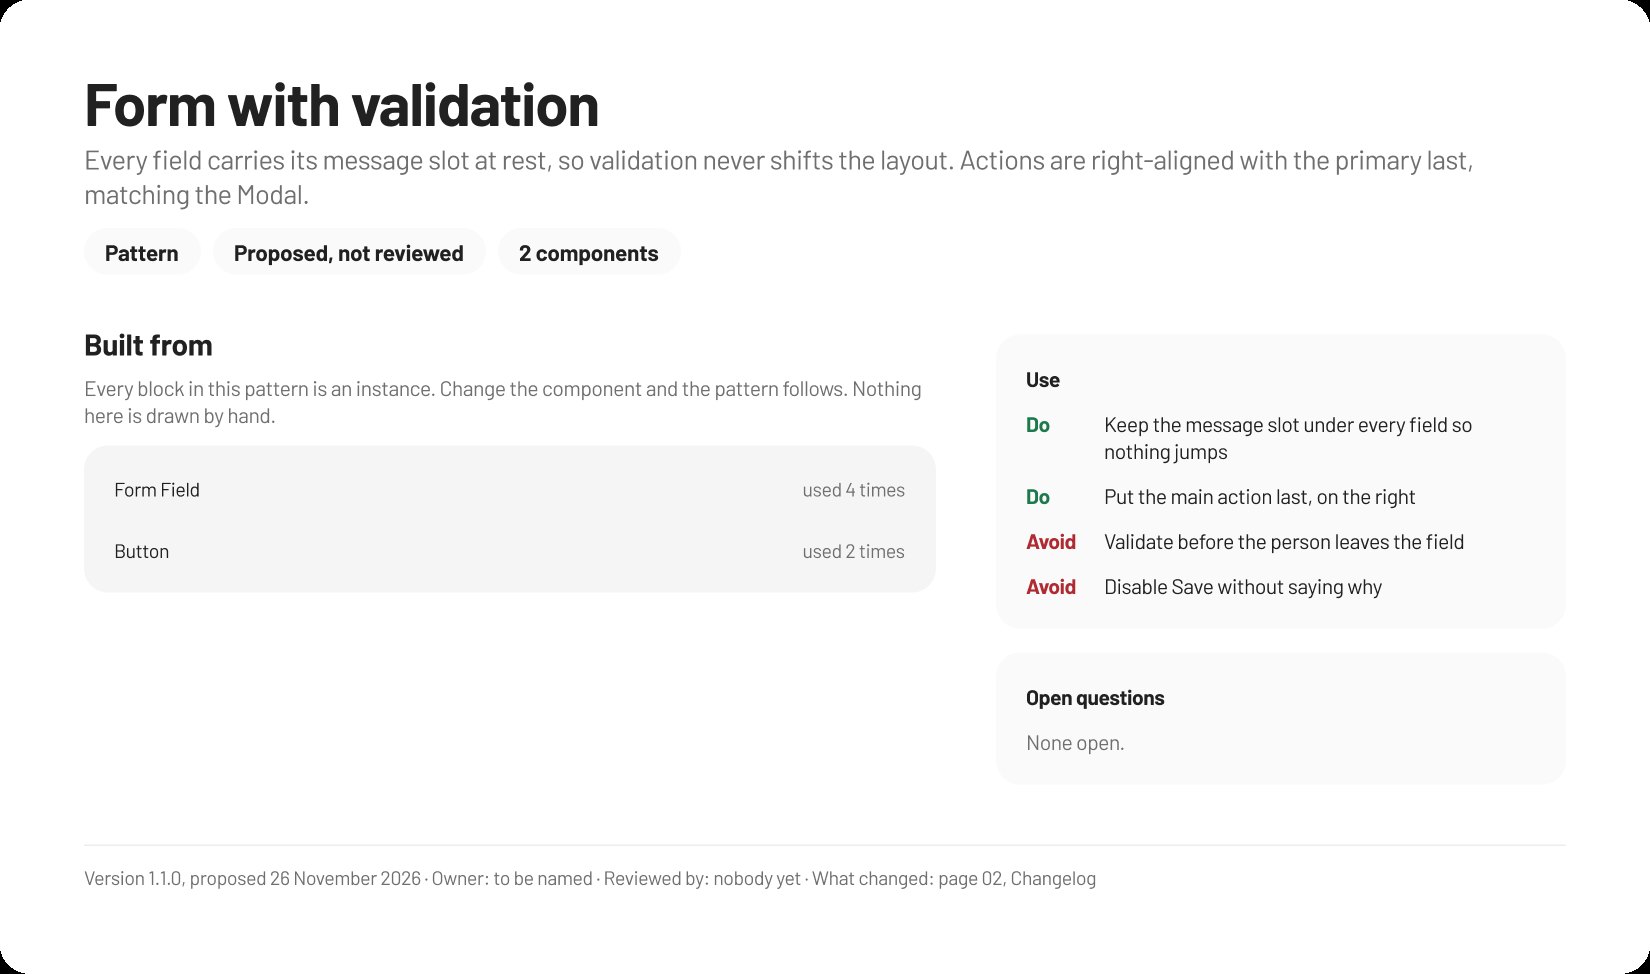 Form with validation
Every field carries its message slot at rest, so validation never shifts the layout. Actions are right-aligned with the primary last,
matching the Modal.
Pattern
Proposed, not reviewed
2 components
Built from
Every block in this pattern is an instance. Change the component and the pattern follows. Nothing
here is drawn by hand.
Form Field
used 4 times
Button
used 2 times
Use
Do
Keep the message slot under every field so
nothing jumps
Do
Put the main action last, on the right
Avoid
Validate before the person leaves the field
Avoid
Disable Save without saying why
Open questions
None open.
Version 1.1.0, proposed 26 November 2026 · Owner: to be named · Reviewed by: nobody yet · What changed: page 02, Changelog